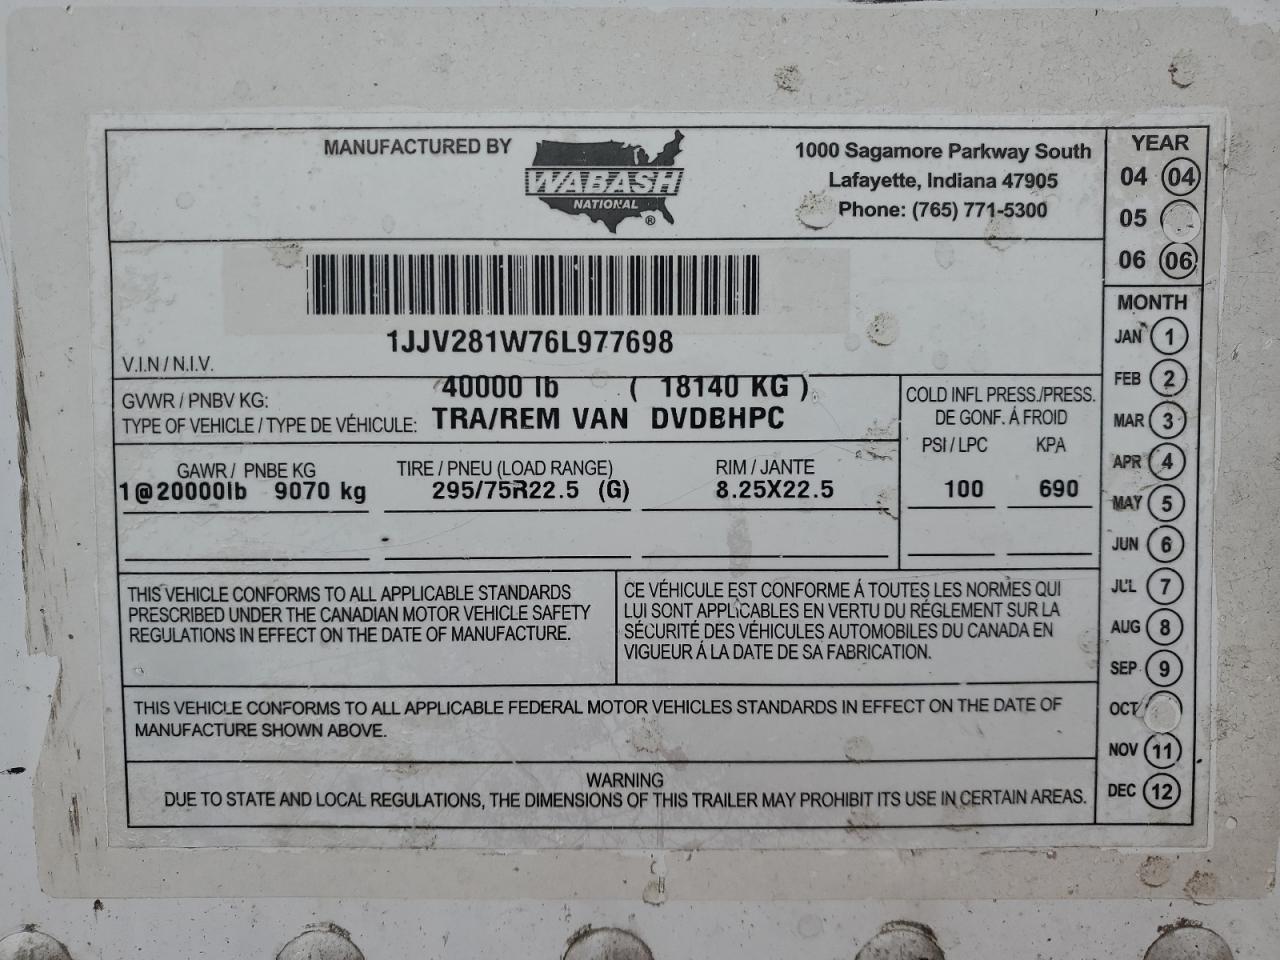 MANUFACTURED BY
WABASH
NATIONAL
®
1000 Sagamore Parkway South
Lafayette, Indiana 47905
Phone: (765) 771-5300
YEAR
04 04
05
06 06
1JJV281W76L977698
V.I.N / N.I.V.
GVWR / PNBV KG: 40000 lb ( 18140 KG )
TYPE OF VEHICLE / TYPE DE VÉHICULE: TRA/REM VAN DVDBHPC
COLD INFL PRESS./PRESS.
DE GONF. Á FROID
PSI / LPC KPA
100 690
GAWR / PNBE KG TIRE / PNEU (LOAD RANGE) RIM / JANTE
1@20000lb 9070 kg 295/75R22.5 (G) 8.25X22.5
THIS VEHICLE CONFORMS TO ALL APPLICABLE STANDARDS
PRESCRIBED UNDER THE CANADIAN MOTOR VEHICLE SAFETY
REGULATIONS IN EFFECT ON THE DATE OF MANUFACTURE.
CE VÉHICULE EST CONFORME Á TOUTES LES NORMES QUI
LUI SONT APPLICABLES EN VERTU DU RÉGLEMENT SUR LA
SÉCURITÉ DES VÉHICULES AUTOMOBILES DU CANADA EN
VIGUEUR Á LA DATE DE SA FABRICATION.
THIS VEHICLE CONFORMS TO ALL APPLICABLE FEDERAL MOTOR VEHICLES STANDARDS IN EFFECT ON THE DATE OF
MANUFACTURE SHOWN ABOVE.
WARNING
DUE TO STATE AND LOCAL REGULATIONS, THE DIMENSIONS OF THIS TRAILER MAY PROHIBIT ITS USE IN CERTAIN AREAS.
MONTH
JAN 1
FEB 2
MAR 3
APR 4
MAY 5
JUN 6
JUL 7
AUG 8
SEP 9
OCT
NOV 11
DEC 12